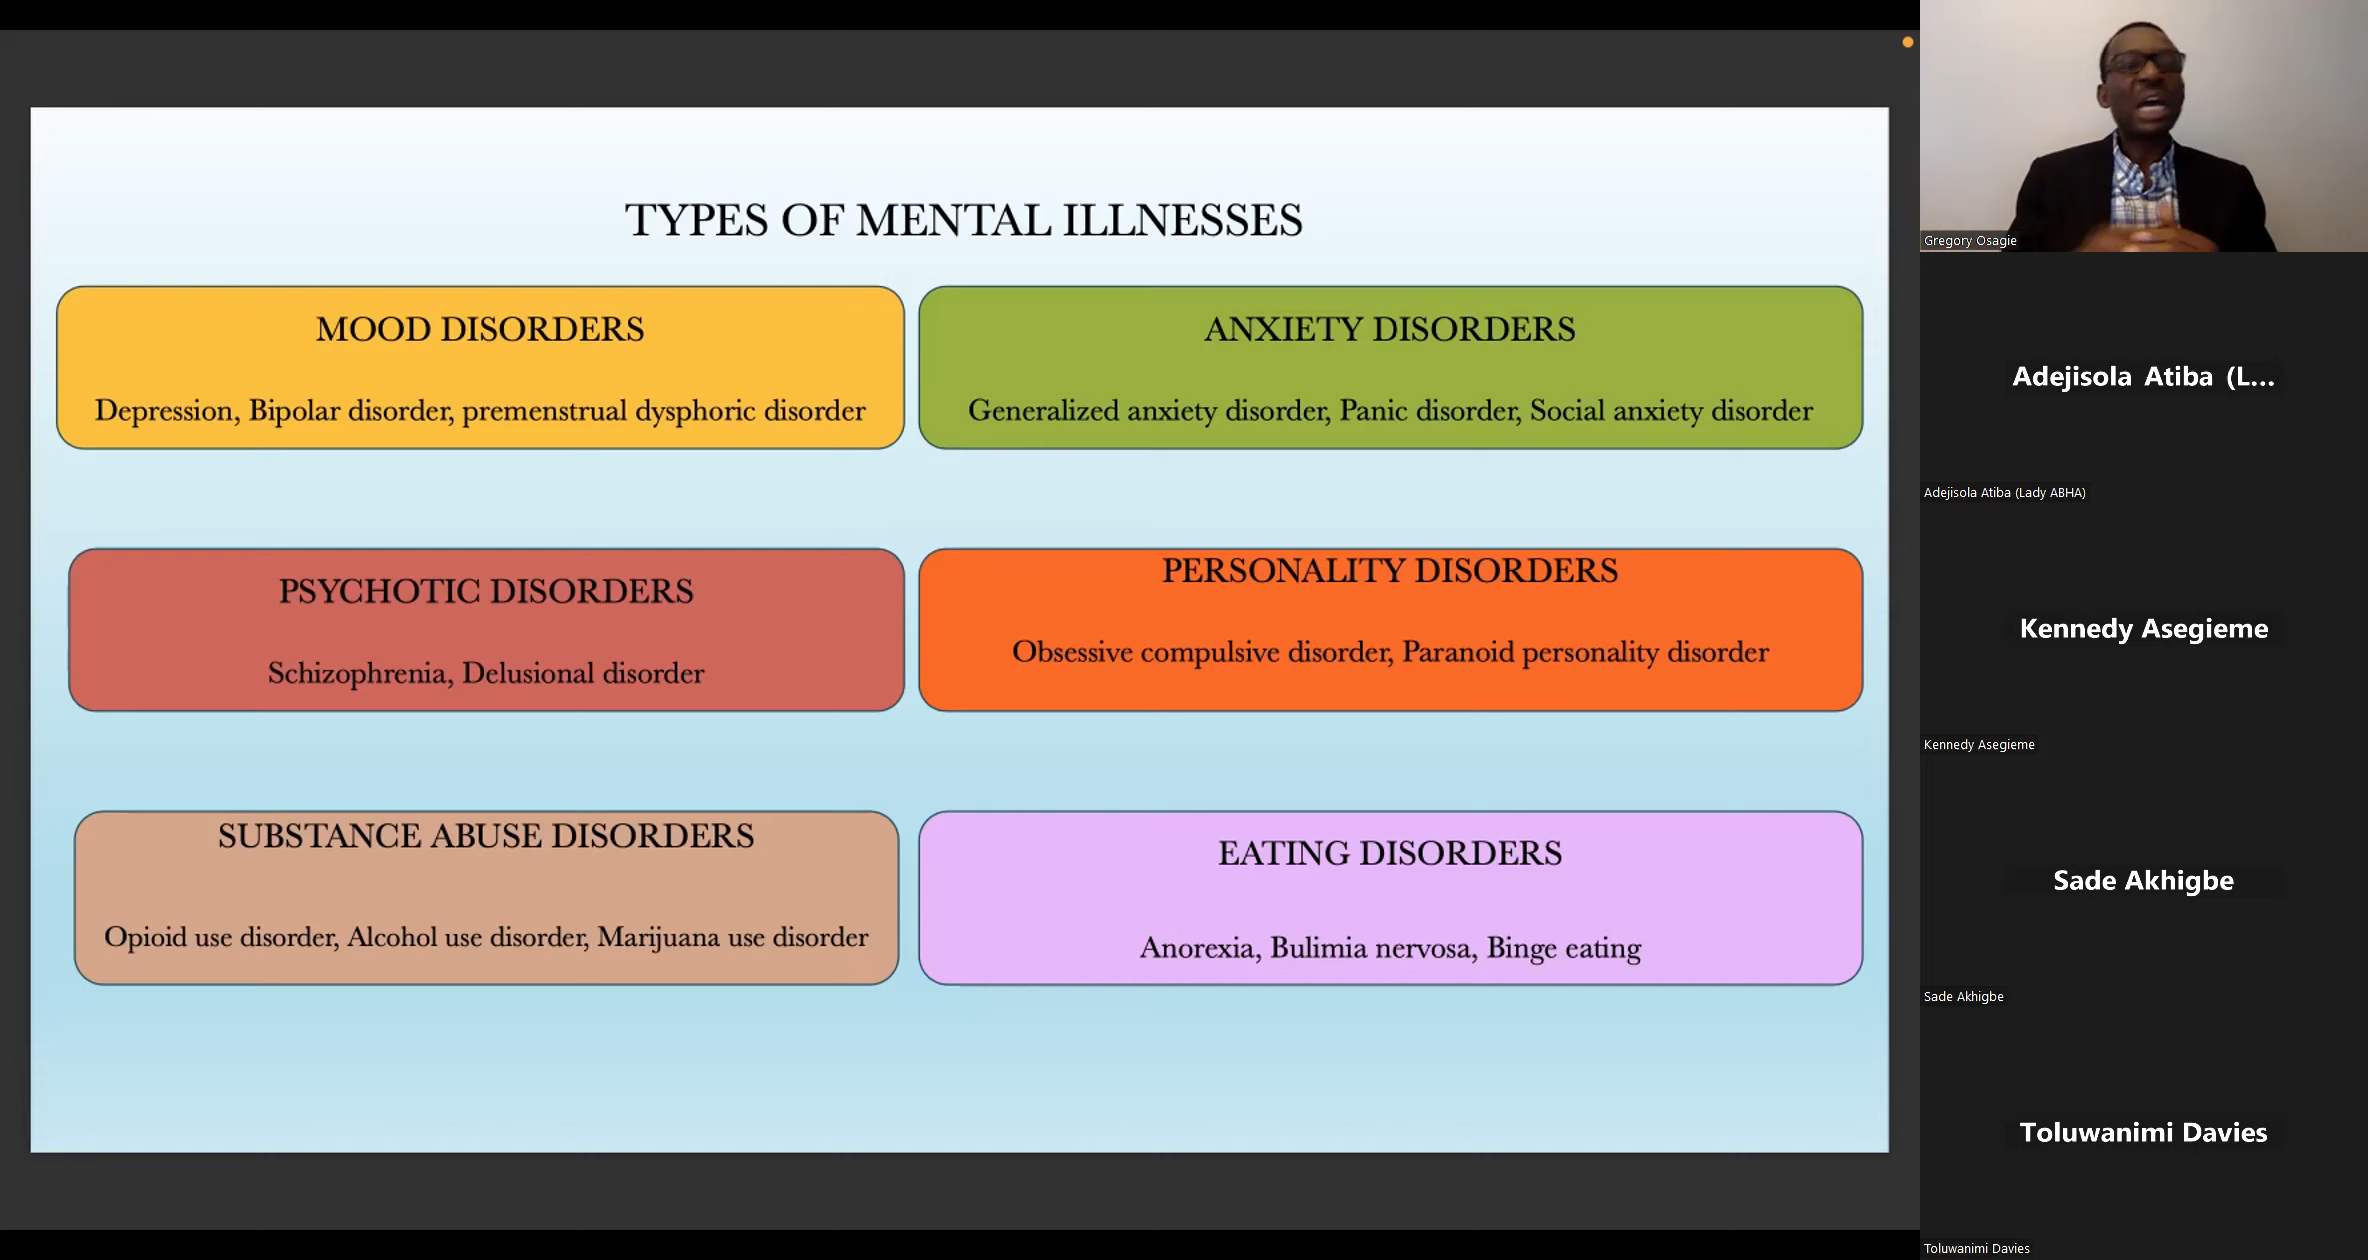 TYPES OF MENTAL ILLNESSES
MOOD DISORDERS
Depression, Bipolar disorder, premenstrual dysphoric disorder
ANXIETY DISORDERS
Generalized anxiety disorder, Panic disorder, Social anxiety disorder
PSYCHOTIC DISORDERS
Schizophrenia, Delusional disorder
PERSONALITY DISORDERS
Obsessive compulsive disorder, Paranoid personality disorder
SUBSTANCE ABUSE DISORDERS
Opioid use disorder, Alcohol use disorder, Marijuana use disorder
EATING DISORDERS
Anorexia, Bulimia nervosa, Binge eating
Gregory Osagie
Adejisola Atiba (L...
Adejisola Atiba (Lady ABHA)
Kennedy Asegieme
Kennedy Asegieme
Sade Akhigbe
Sade Akhigbe
Toluwanimi Davies
Toluwanimi Davies